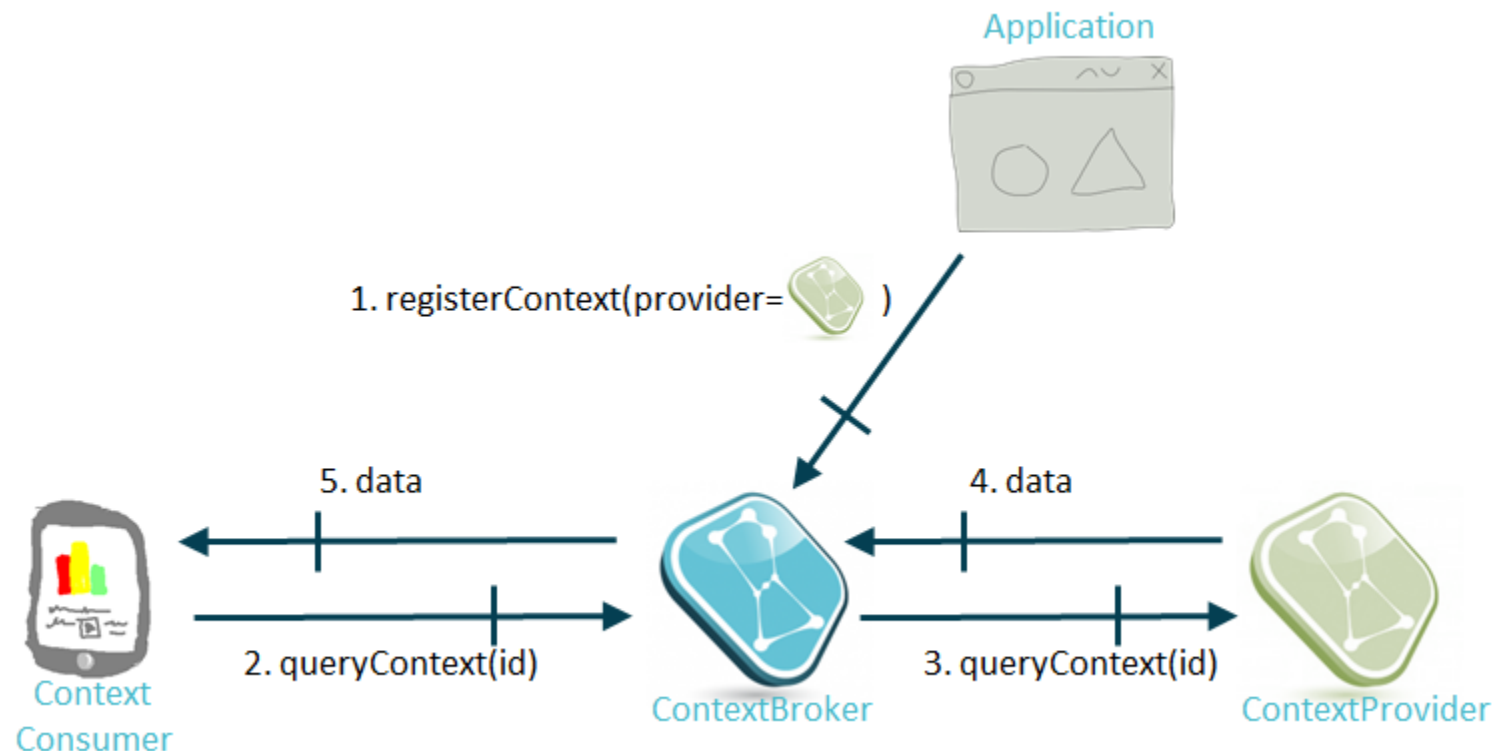 Application
1. registerContext(provider= )
5. data
4. data
2. queryContext(id)
3. queryContext(id)
Context
Consumer
ContextBroker
ContextProvider